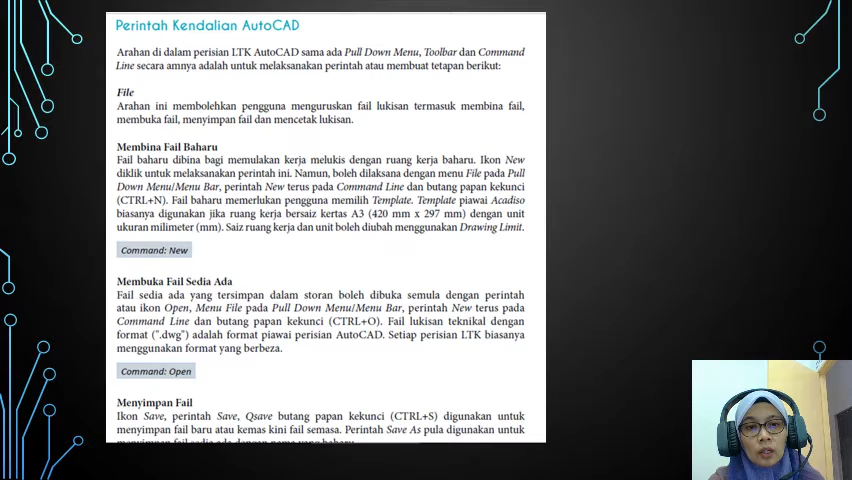 Perintah Kendalian AutoCAD
Arahan di dalam perisian LTK AutoCAD sama ada Pull Down Menu, Toolbar dan Command
Line secara amnya adalah untuk melaksanakan perintah atau membuat tetapan berikut:
File
Arahan ini membolehkan pengguna menguruskan fail lukisan termasuk membina fail,
membuka fail, menyimpan fail dan mencetak lukisan.
Membina Fail Baharu
Fail baharu dibina bagi memulakan kerja melukis dengan ruang kerja baharu. Ikon New
diklik untuk melaksanakan perintah ini. Namun, boleh dilaksana dengan menu File pada Pull
Down Menu/Menu Bar, perintah New terus pada Command Line dan butang papan kekunci
(CTRL+N). Fail baharu memerlukan pengguna memilih Template. Template piawai Acadiso
biasanya digunakan jika ruang kerja bersaiz kertas A3 (420 mm x 297 mm) dengan unit
ukuran milimeter (mm). Saiz ruang kerja dan unit boleh diubah menggunakan Drawing Limit.
Command: New
Membuka Fail Sedia Ada
Fail sedia ada yang tersimpan dalam storan boleh dibuka semula dengan perintah
atau ikon Open, Menu File pada Pull Down Menu/Menu Bar, perintah New terus pada
Command Line dan butang papan kekunci (CTRL+O). Fail lukisan teknikal dengan
format (".dwg") adalah format piawai perisian AutoCAD. Setiap perisian LTK biasanya
menggunakan format yang berbeza.
Command: Open
Menyimpan Fail
Ikon Save, perintah Save, Qsave butang papan kekunci (CTRL+S) digunakan untuk
menyimpan fail baru atau kemas kini fail semasa. Perintah Save As pula digunakan untuk
menyimpan fail sedia ada dengan nama yang baharu.